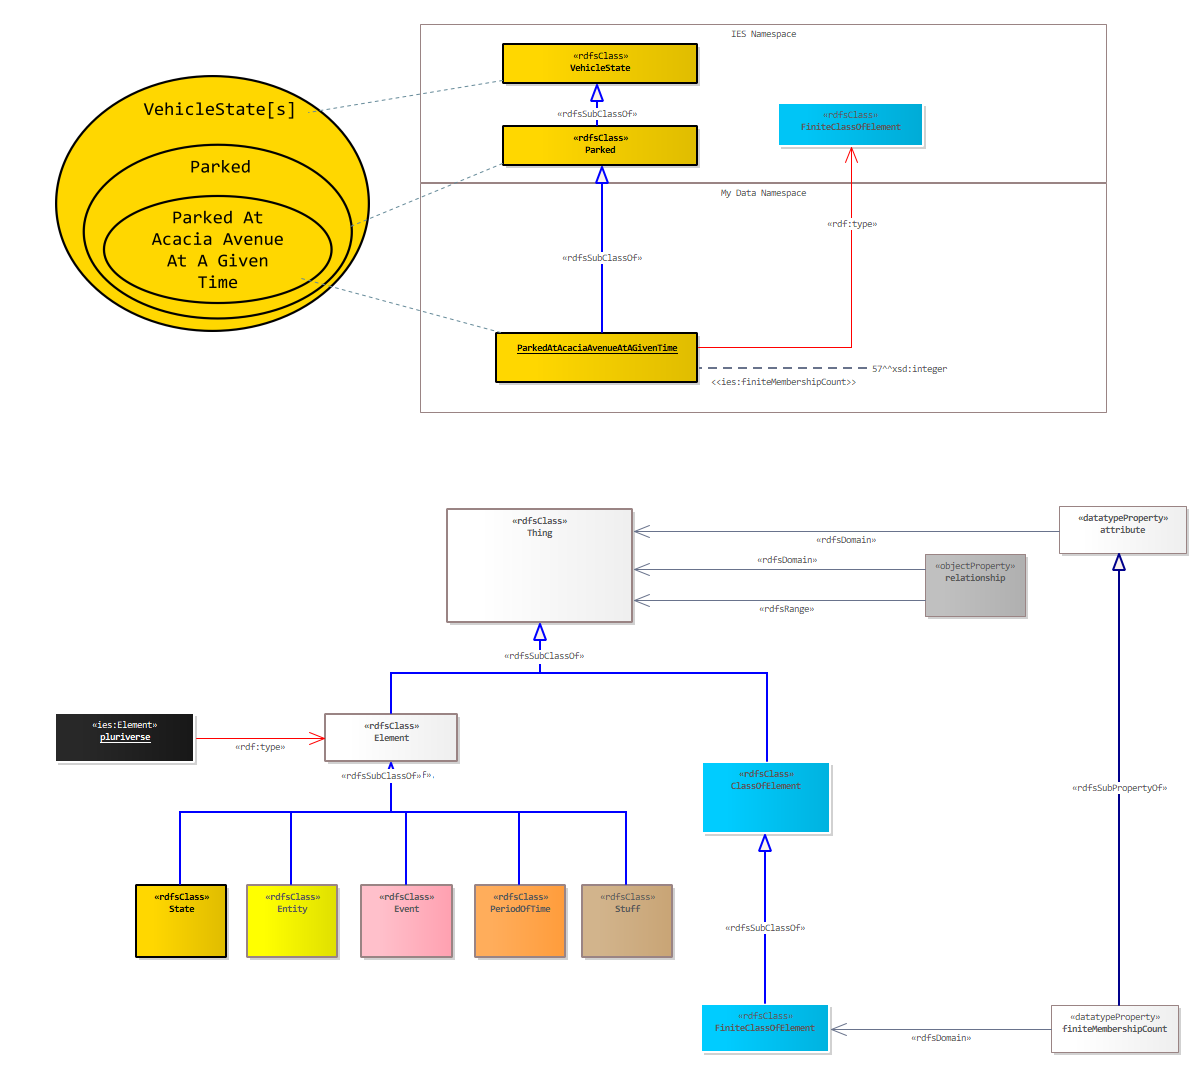 IES Namespace
«rdfsClass»
VehicleState
VehicleState[s]
«rdfsSubClassOf»
«rdfsClass»
FiniteClassOfElement
«rdfsClass»
Parked
Parked
My Data Namespace
Parked At
Acacia Avenue
At A Given
Time
«rdf:type»
«rdfsSubClassOf»
ParkedAtAcaciaAvenueAtAGivenTime
57^^xsd:integer
<<ies:finiteMembershipCount>>
«rdfsClass»
Thing
«datatypeProperty»
attribute
«rdfsDomain»
«rdfsDomain»
«objectProperty»
relationship
«rdfsRange»
«rdfsSubClassOf»
«ies:Element»
pluriverse
«rdf:type»
«rdfsClass»
Element
«rdfsSubClassOf»
«rdfsClass»
ClassOfElement
«rdfsSubPropertyOf»
«rdfsClass»
State
«rdfsClass»
Entity
«rdfsClass»
Event
«rdfsClass»
PeriodOfTime
«rdfsClass»
Stuff
«rdfsSubClassOf»
«rdfsClass»
FiniteClassOfElement
«rdfsDomain»
«datatypeProperty»
finiteMembershipCount